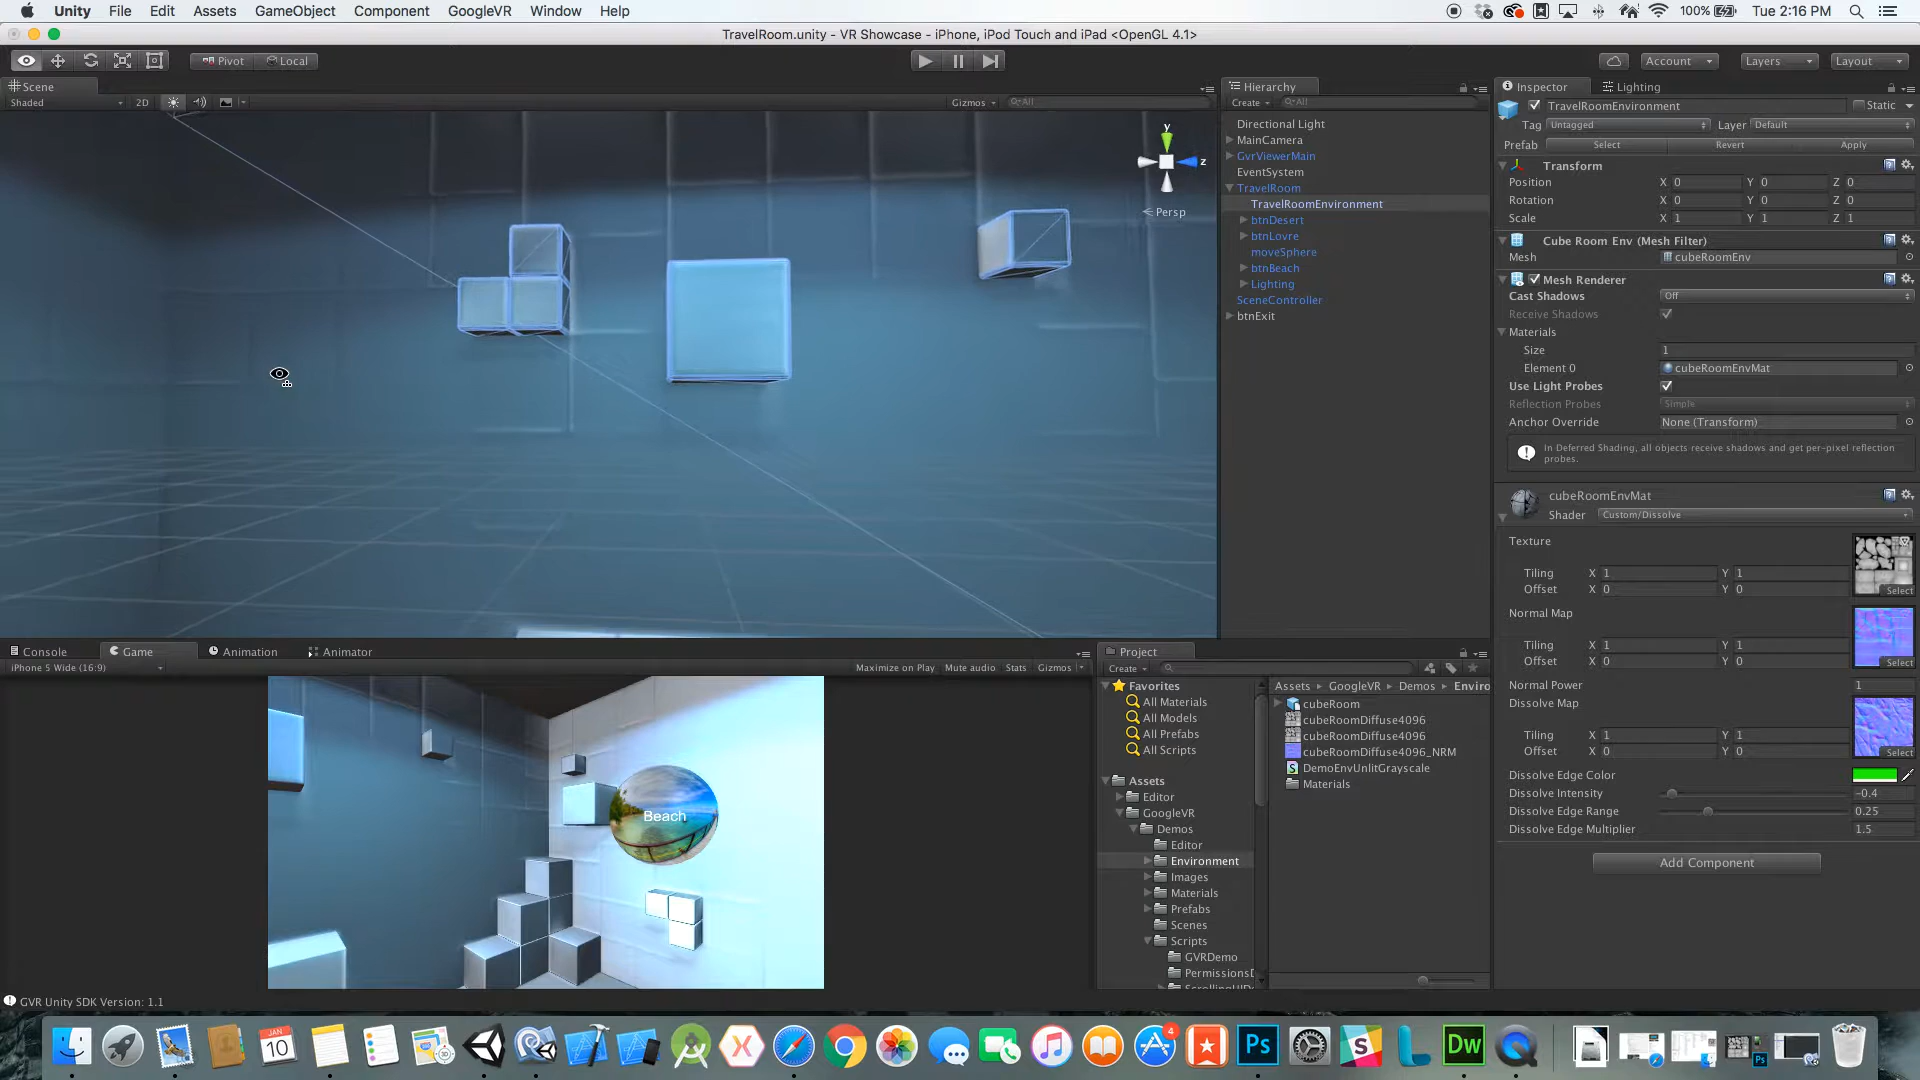 Unity File Edit Assets GameObject Component GoogleVR Window Help 100% Tue 2:16 PM
TravelRoom.unity - VR Showcase - iPhone, iPod Touch and iPad <OpenGL 4.1>
Pivot Local Account Layers Layout
Scene
Shaded 2D Gizmos All
y
z
Persp
Hierarchy
Create All
Directional Light
MainCamera
GvrViewerMain
EventSystem
TravelRoom
TravelRoomEnvironment
btnDesert
btnLovre
moveSphere
btnBeach
Lighting
SceneController
btnExit
Inspector Lighting
TravelRoomEnvironment Static
Tag Untagged Layer Default
Prefab Select Revert Apply
Transform
Position X 0 Y 0 Z 0
Rotation X 0 Y 0 Z 0
Scale X 1 Y 1 Z 1
Cube Room Env (Mesh Filter)
Mesh cubeRoomEnv
Mesh Renderer
Cast Shadows Off
Receive Shadows
Materials
Size 1
Element 0 cubeRoomEnvMat
Use Light Probes
Reflection Probes Simple
Anchor Override None (Transform)
In Deferred Shading, all objects receive shadows and get per-pixel reflection
probes.
cubeRoomEnvMat
Shader Custom/Dissolve
Texture
Tiling X 1 Y 1
Offset X 0 Y 0 Select
Normal Map
Tiling X 1 Y 1
Offset X 0 Y 0 Select
Normal Power 1
Dissolve Map
Tiling X 1 Y 1
Offset X 0 Y 0 Select
Dissolve Edge Color
Dissolve Intensity -0.4
Dissolve Edge Range 0.25
Dissolve Edge Multiplier 1.5
Add Component
Console Game Animation Animator
iPhone 5 Wide (16:9) Maximize on Play Mute audio Stats Gizmos
Beach
Project
Create
Favorites
All Materials
All Models
All Prefabs
All Scripts
Assets
Editor
GoogleVR
Demos
Editor
Environment
Images
Materials
Prefabs
Scenes
Scripts
GVRDemo
PermissionsD
Assets GoogleVR Demos Enviro
cubeRoom
cubeRoomDiffuse4096
cubeRoomDiffuse4096
cubeRoomDiffuse4096_NRM
DemoEnvUnlitGrayscale
Materials
GVR Unity SDK Version: 1.1
JAN
10
4
Ps
Dw